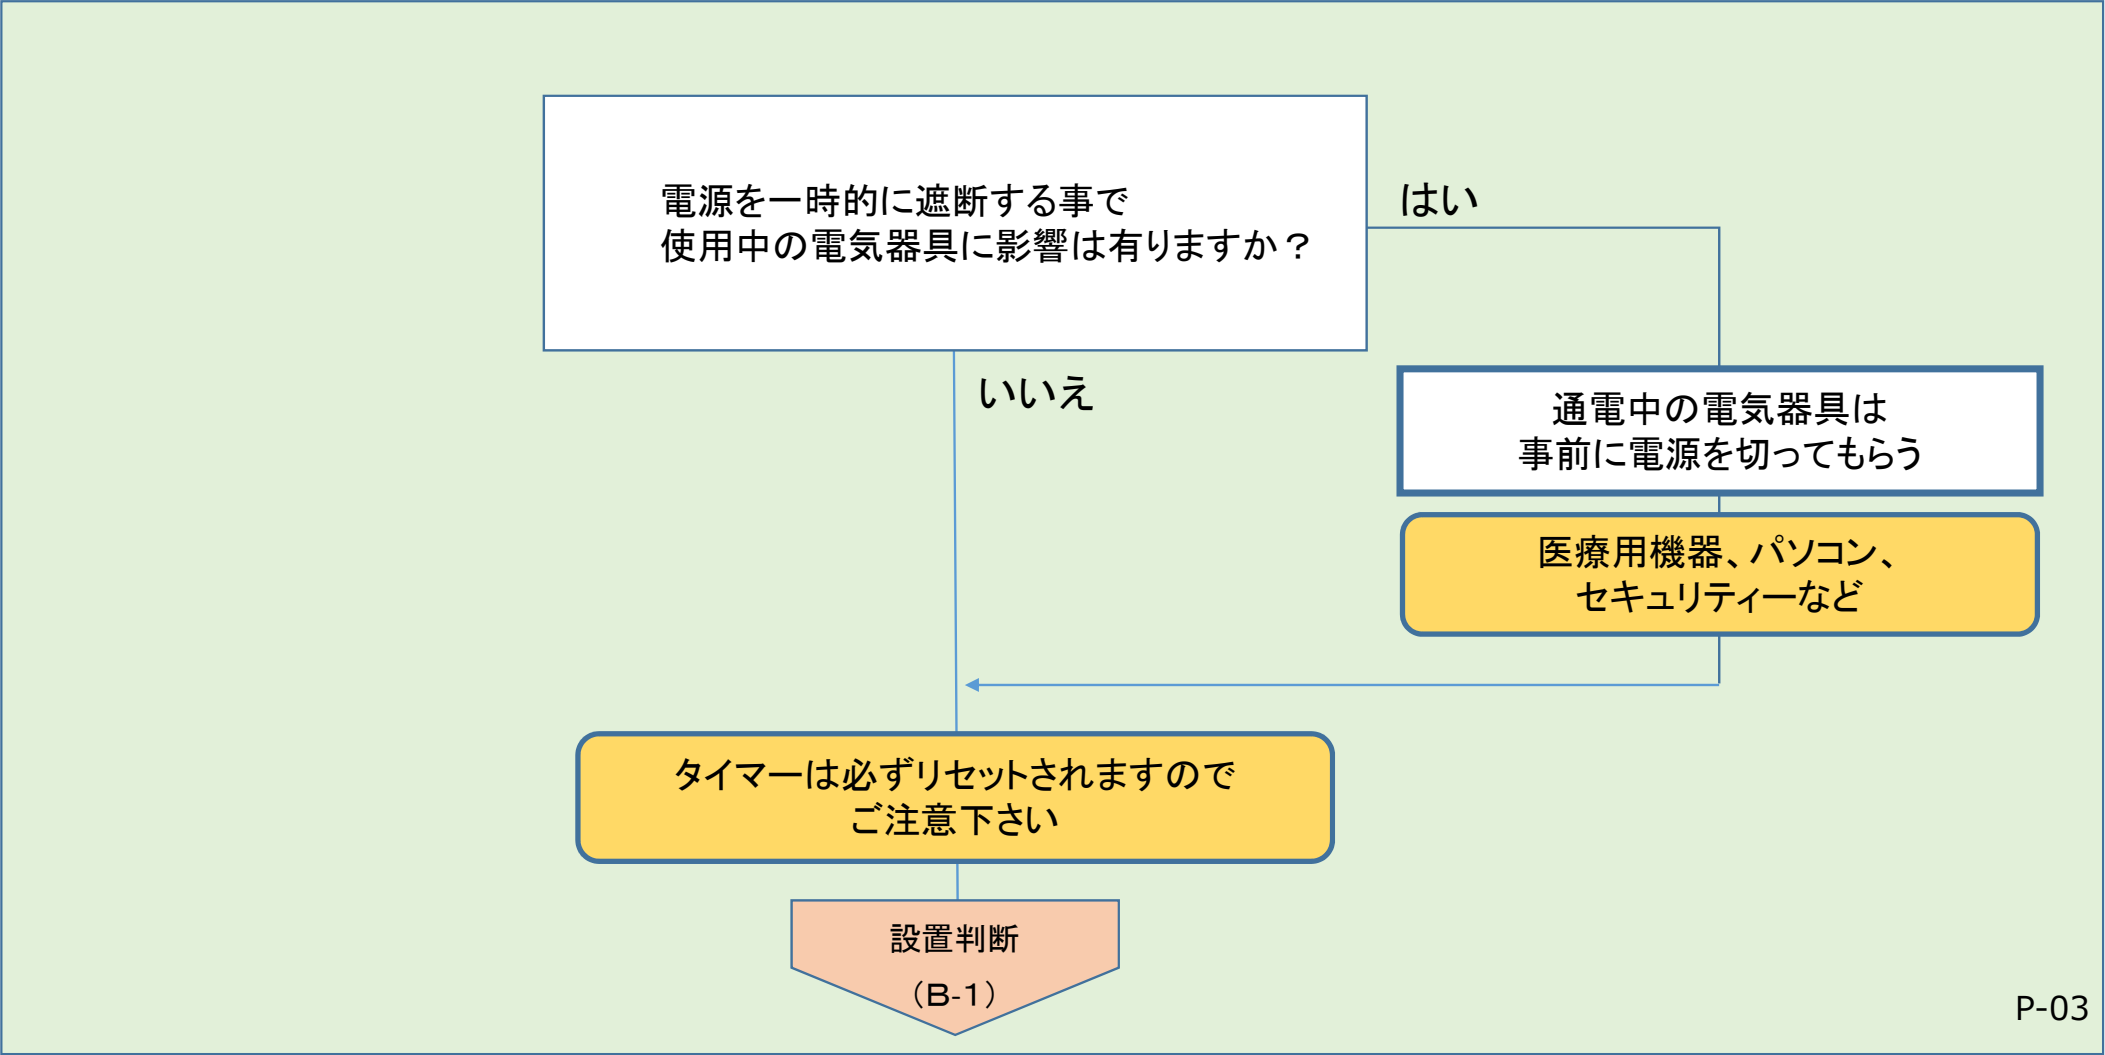 電源を一時的に遮断する事で
使用中の電気器具に影響は有りますか？
はい
いいえ
通電中の電気器具は
事前に電源を切ってもらう
医療用機器、パソコン、
セキュリティーなど
タイマーは必ずリセットされますので
ご注意下さい
設置判断
（B-1）
P-03